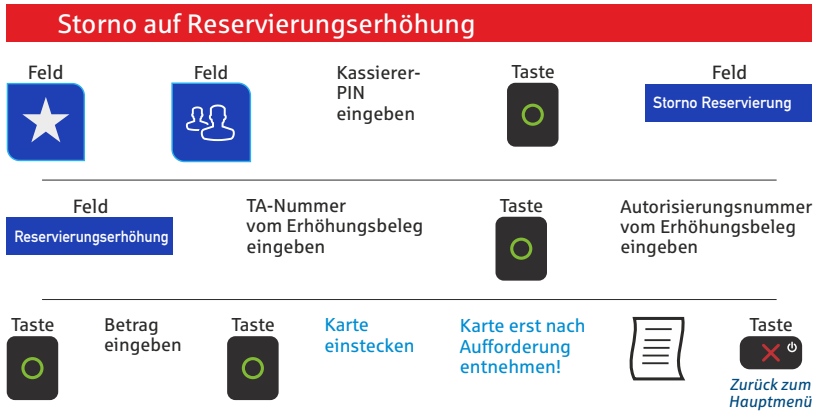 Storno auf Reservierungserhöhung
Feld
Feld
Kassierer-
PIN
eingeben
Taste
Feld
Storno Reservierung
Feld
Reservierungserhöhung
TA-Nummer
vom Erhöhungsbeleg
eingeben
Taste
Autorisierungsnummer
vom Erhöhungsbeleg
eingeben
Taste
Betrag
eingeben
Taste
Karte
einstecken
Karte erst nach
Aufforderung
entnehmen!
Taste
Zurück zum
Hauptmenü